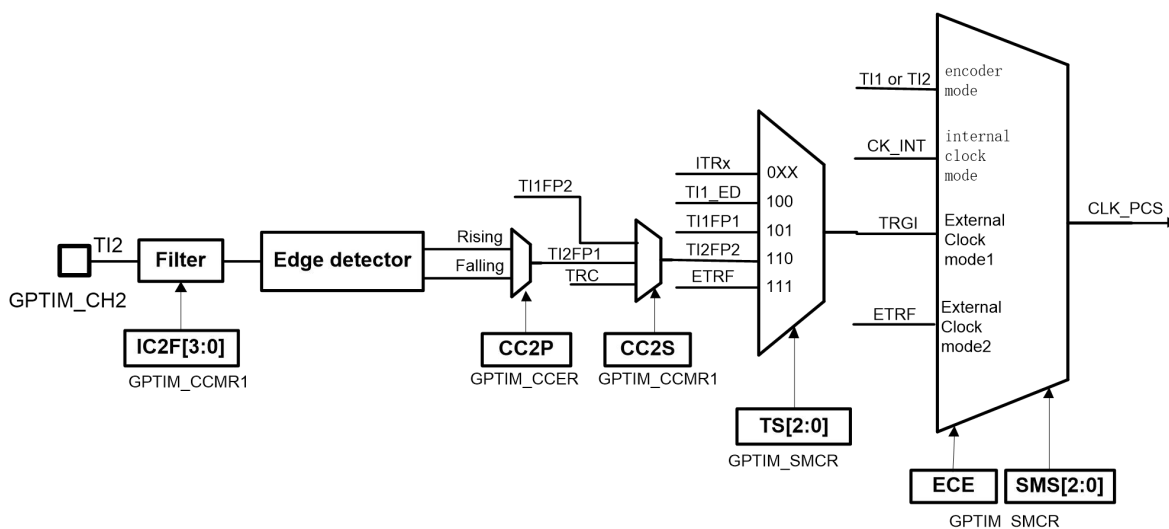 TI1 or TI2
encoder
mode
CK_INT
internal
clock
mode
ITRx
0XX
TI1FP2
TI1_ED
100
TI1FP1
101
TRGI
External
Clock
mode1
CLK_PCS
TI2
Filter
Edge detector
Rising
Falling
TI2FP1
TRC
TI2FP2
110
ETRF
111
GPTIM_CH2
ETRF
External
Clock
mode2
IC2F[3:0]
GPTIM_CCMR1
CC2P
GPTIM_CCER
CC2S
GPTIM_CCMR1
TS[2:0]
GPTIM_SMCR
ECE
SMS[2:0]
GPTIM_SMCR